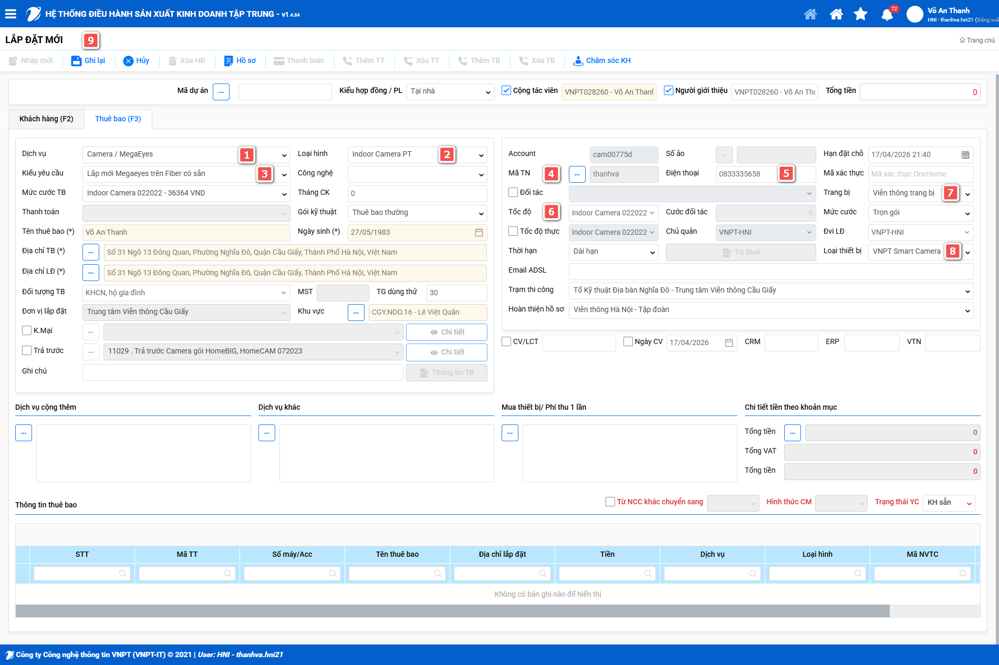 HỆ THỐNG ĐIỀU HÀNH SẢN XUẤT KINH DOANH TẬP TRUNG - v1.4.64
72
Võ An Thanh
HNI - thanhva.hni21 (Đăng xuấ
LẮP ĐẶT MỚI
9
Trang chủ
Nhập mới
Ghi lại
Hủy
Xóa HĐ
Hồ sơ
Thanh toán
Thêm TT
Xóa TT
Thêm TB
Xóa TB
Chăm sóc KH
Mã dự án ...
Kiểu hợp đồng / PL Tại nhà
Cộng tác viên VNPT028260 - Võ An Thanh
Người giới thiệu VNPT028260 - Võ An Tha
Tổng tiền 0
Khách hàng (F2)
Thuê bao (F3)
Dịch vụ Camera / MegaEyes 1
Loại hình Indoor Camera PT 2
Kiểu yêu cầu Lắp mới Megaeyes trên Fiber có sẵn 3
Công nghệ
Mức cước TB Indoor Camera 022022 - 36364 VND
Tháng CK 0
Thanh toán
Gói kỹ thuật Thuê bao thường
Tên thuê bao (*) Võ An Thanh
Ngày sinh (*) 27/05/1983
Địa chỉ TB (*) ... Số 31 Ngõ 13 Đông Quan, Phường Nghĩa Đô, Quận Cầu Giấy, Thành Phố Hà Nội, Việt Nam
Địa chỉ LĐ (*) ... Số 31 Ngõ 13 Đông Quan, Phường Nghĩa Đô, Quận Cầu Giấy, Thành Phố Hà Nội, Việt Nam
Đối tượng TB KHCN, hộ gia đình
MST
TG dùng thử 30
Đơn vị lắp đặt Trung tâm Viễn thông Cầu Giấy
Khu vực ... CGY.NDO.16 - Lê Việt Quân
K.Mại ... Chi tiết
Trả trước ... 11029 . Trả trước Camera gói HomeBIG, HomeCAM 072023 Chi tiết
Ghi chú Thông tin TB
Account cam00775d
Số ảo ...
Hạn đặt chỗ 17/04/2026 21:40
Mã TN 4 ... thanhva
Điện thoại 0833335658 5
Mã xác thực Mã xác thực OneHome
Đối tác
Trang bị Viễn thông trang bị 7
Tốc độ 6 Indoor Camera 022022
Cước đối tác 0
Mức cước Trọn gói
Tốc độ thực Indoor Camera 022022
Chủ quản VNPT-HNI
Đvi LĐ VNPT-HNI
Thời hạn Dài hạn
TG thuê
Loại thiết bị VNPT Smart Camera 8
Email ADSL
Trạm thi công Tổ Kỹ thuật Địa bàn Nghĩa Đô - Trung tâm Viễn thông Cầu Giấy
Hoàn thiện hồ sơ Viễn thông Hà Nội - Tập đoàn
CV/LCT
Ngày CV 17/04/2026
CRM
ERP
VTN
Dịch vụ cộng thêm
...
Dịch vụ khác
...
Mua thiết bị/ Phí thu 1 lần
...
Chi tiết tiền theo khoản mục
Tổng tiền ... 0
Tổng VAT 0
Tổng tiền 0
Thông tin thuê bao
Từ NCC khác chuyển sang
Hình thức CM
Trạng thái YC KH sẵn
STT
Mã TT
Số máy/Acc
Tên thuê bao
Địa chỉ lắp đặt
Tiền
Dịch vụ
Loại hình
Mã NVTC
Không có bản ghi nào để hiển thị
Công ty Công nghệ thông tin VNPT (VNPT-IT) © 2021 | User: HNI - thanhva.hni21